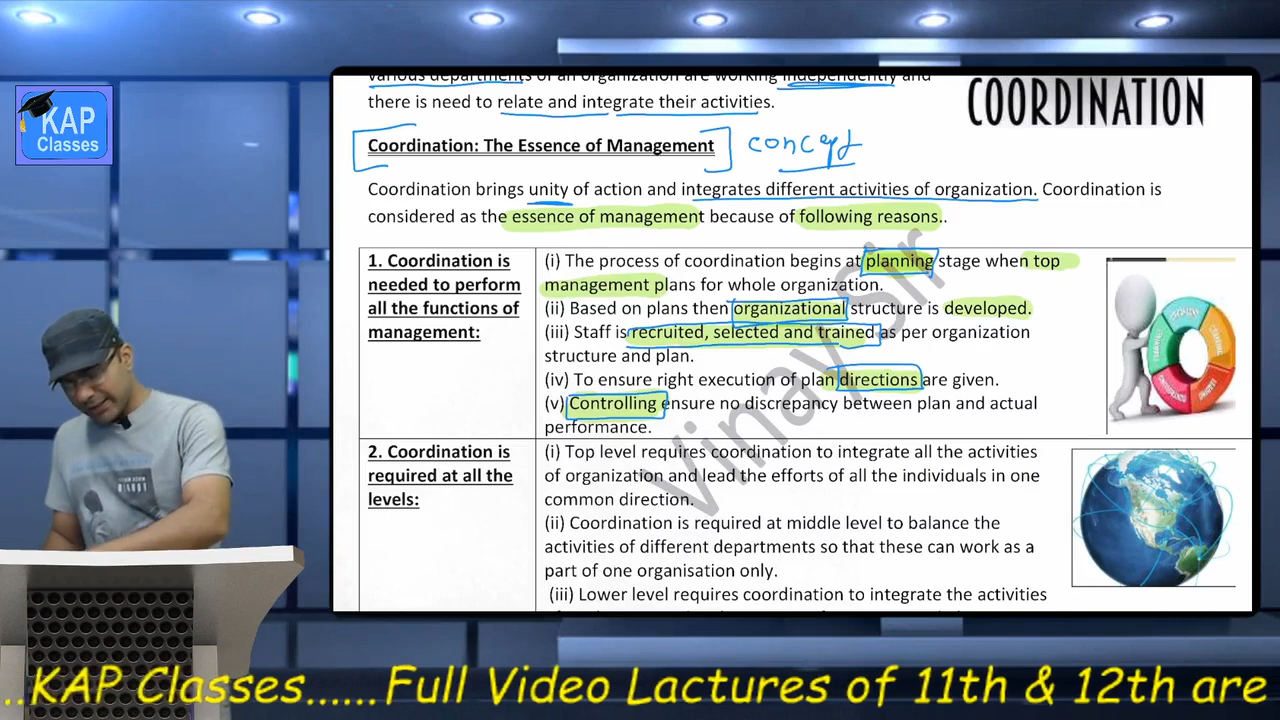 KAP
Classes
various departments of an organization are working independently and
there is need to relate and integrate their activities.
COORDINATION
Coordination: The Essence of Management
concept
Coordination brings unity of action and integrates different activities of organization. Coordination is
considered as the essence of management because of following reasons..
1. Coordination is
needed to perform
all the functions of
management:
(i) The process of coordination begins at planning stage when top
management plans for whole organization.
(ii) Based on plans then organizational structure is developed.
(iii) Staff is recruited, selected and trained as per organization
structure and plan.
(iv) To ensure right execution of plan directions are given.
(v) Controlling ensure no discrepancy between plan and actual
performance.
2. Coordination is
required at all the
levels:
(i) Top level requires coordination to integrate all the activities
of organization and lead the efforts of all the individuals in one
common direction.
(ii) Coordination is required at middle level to balance the
activities of different departments so that these can work as a
part of one organisation only.
(iii) Lower level requires coordination to integrate the activities
Vinay Sir
..KAP Classes......Full Video Lactures of 11th & 12th are